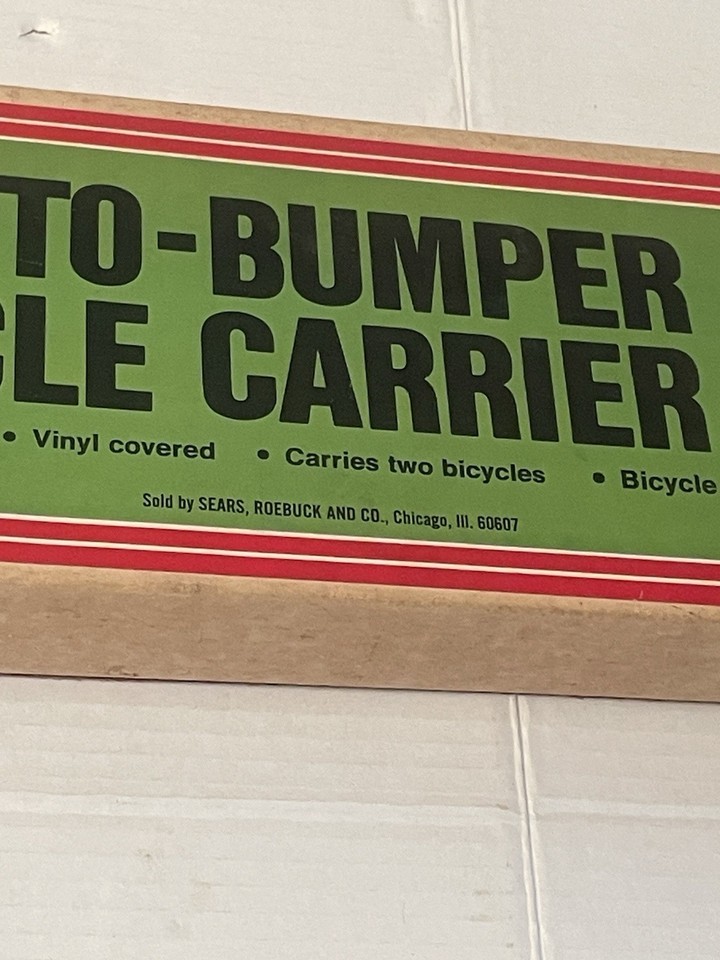 TO-BUMPER
CLE CARRIER
• Vinyl covered • Carries two bicycles • Bicycle
Sold by SEARS, ROEBUCK AND CO., Chicago, Ill. 60607